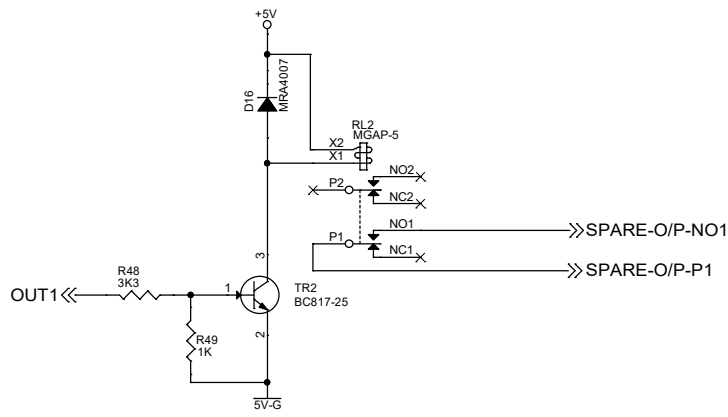 +5V
D16
MRA4007
RL2
MGAP-5
X2
X1
NO2
P2
NC2
NO1
P1
NC1
SPARE-O/P-NO1
SPARE-O/P-P1
3
R48
3K3
OUT1
1
TR2
BC817-25
R49
1K
2
5V-G